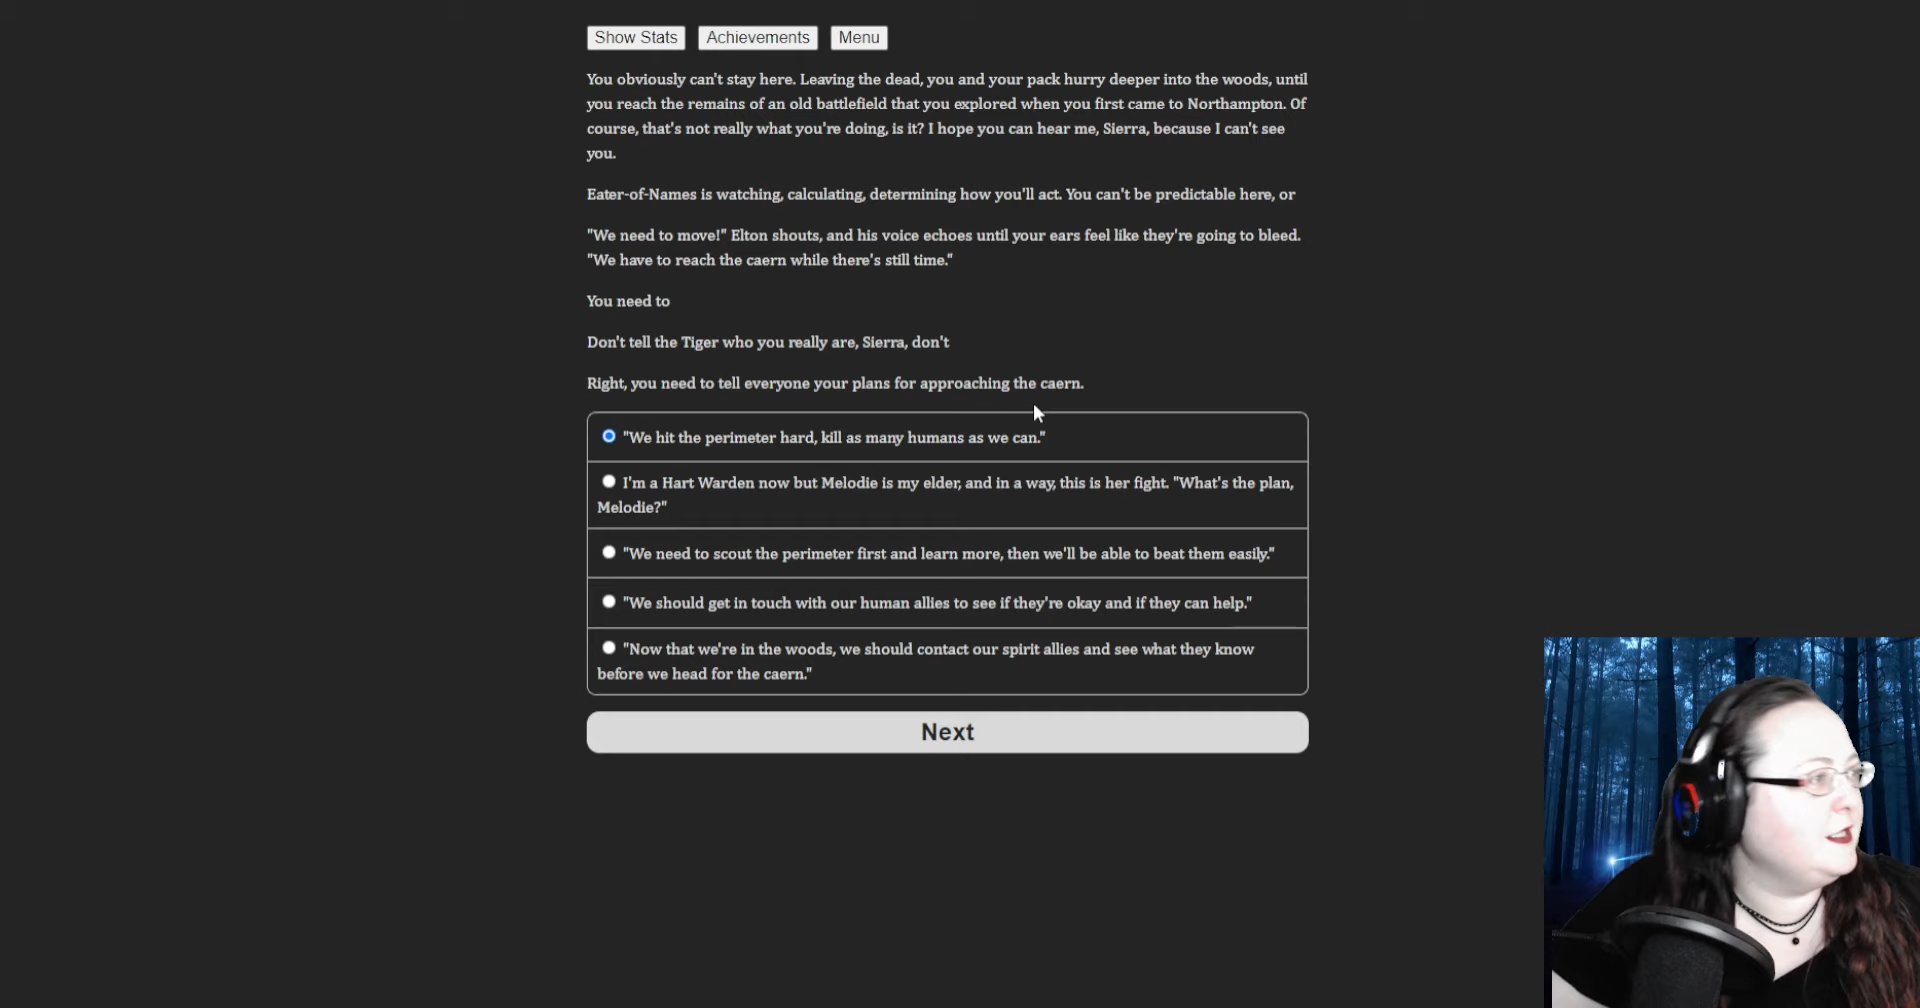 Show Stats
Achievements
Menu
You obviously can't stay here. Leaving the dead, you and your pack hurry deeper into the woods, until
you reach the remains of an old battlefield that you explored when you first came to Northampton. Of
course, that's not really what you're doing, is it? I hope you can hear me, Sierra, because I can't see
you.
Eater-of-Names is watching, calculating, determining how you'll act. You can't be predictable here, or
"We need to move!" Elton shouts, and his voice echoes until your ears feel like they're going to bleed.
"We have to reach the caern while there's still time."
You need to
Don't tell the Tiger who you really are, Sierra, don't
Right, you need to tell everyone your plans for approaching the caern.
"We hit the perimeter hard, kill as many humans as we can."
I'm a Hart Warden now but Melodie is my elder, and in a way, this is her fight. "What's the plan,
Melodie?"
"We need to scout the perimeter first and learn more, then we'll be able to beat them easily."
"We should get in touch with our human allies to see if they're okay and if they can help."
"Now that we're in the woods, we should contact our spirit allies and see what they know
before we head for the caern."
Next